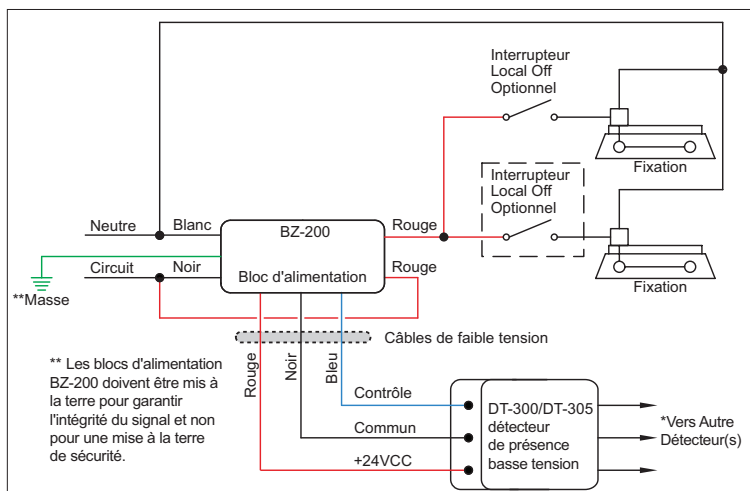 Interrupteur
Local Off
Optionnel
Fixation
Interrupteur
Local Off
Optionnel
Fixation
Neutre
Blanc
BZ-200
Rouge
Circuit
Noir
Bloc d'alimentation
Rouge
**Masse
Câbles de faible tension
Rouge
Noir
Bleu
** Les blocs d'alimentation
BZ-200 doivent être mis à
la terre pour garantir
l'intégrité du signal et non
pour une mise à la terre
de sécurité.
Contrôle
Commun
+24VCC
DT-300/DT-305
détecteur
de présence
basse tension
*Vers Autre
Détecteur(s)